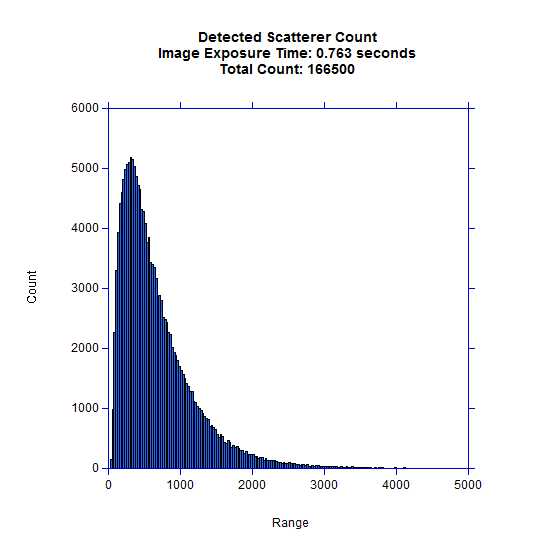 Detected Scatterer Count
Image Exposure Time: 0.763 seconds
Total Count: 166500
6000
5000
4000
3000
2000
1000
0
Count
0 1000 2000 3000 4000 5000
Range